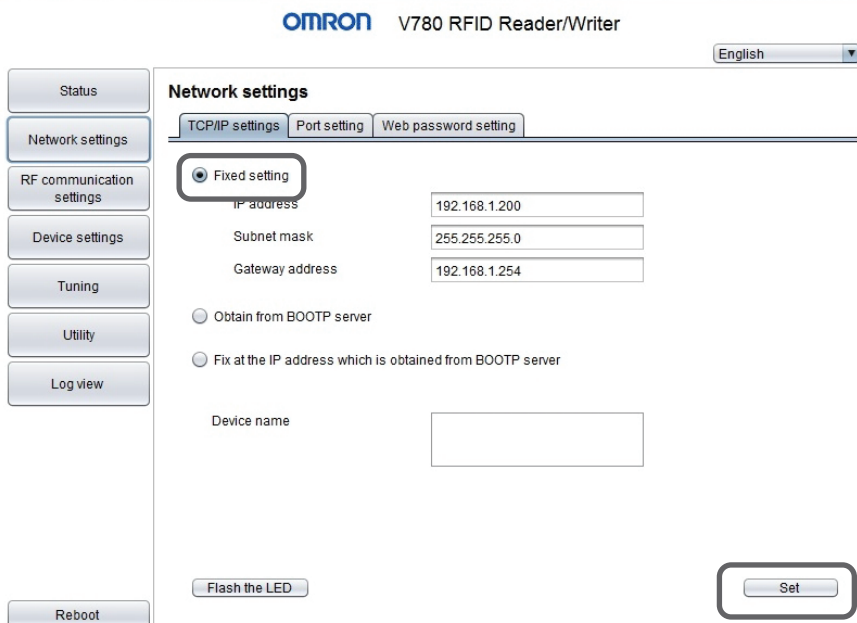 OMRON V780 RFID Reader/Writer
English
Status
Network settings
RF communication
settings
Device settings
Tuning
Utility
Log view
Reboot
Network settings
TCP/IP settings Port setting Web password setting
Fixed setting
IP address 192.168.1.200
Subnet mask 255.255.255.0
Gateway address 192.168.1.254
Obtain from BOOTP server
Fix at the IP address which is obtained from BOOTP server
Device name
Flash the LED Set